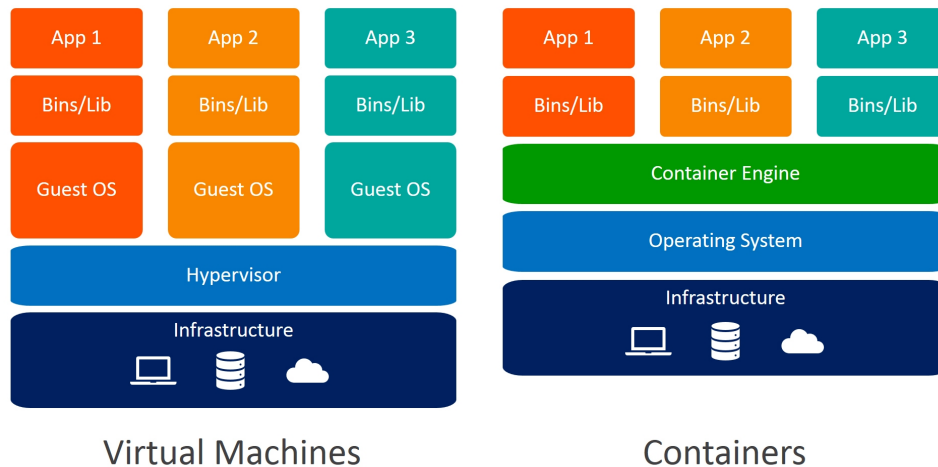 App 1
App 2
App 3
Bins/Lib
Bins/Lib
Bins/Lib
Guest OS
Guest OS
Guest OS
Hypervisor
Infrastructure
Virtual Machines
App 1
App 2
App 3
Bins/Lib
Bins/Lib
Bins/Lib
Container Engine
Operating System
Infrastructure
Containers